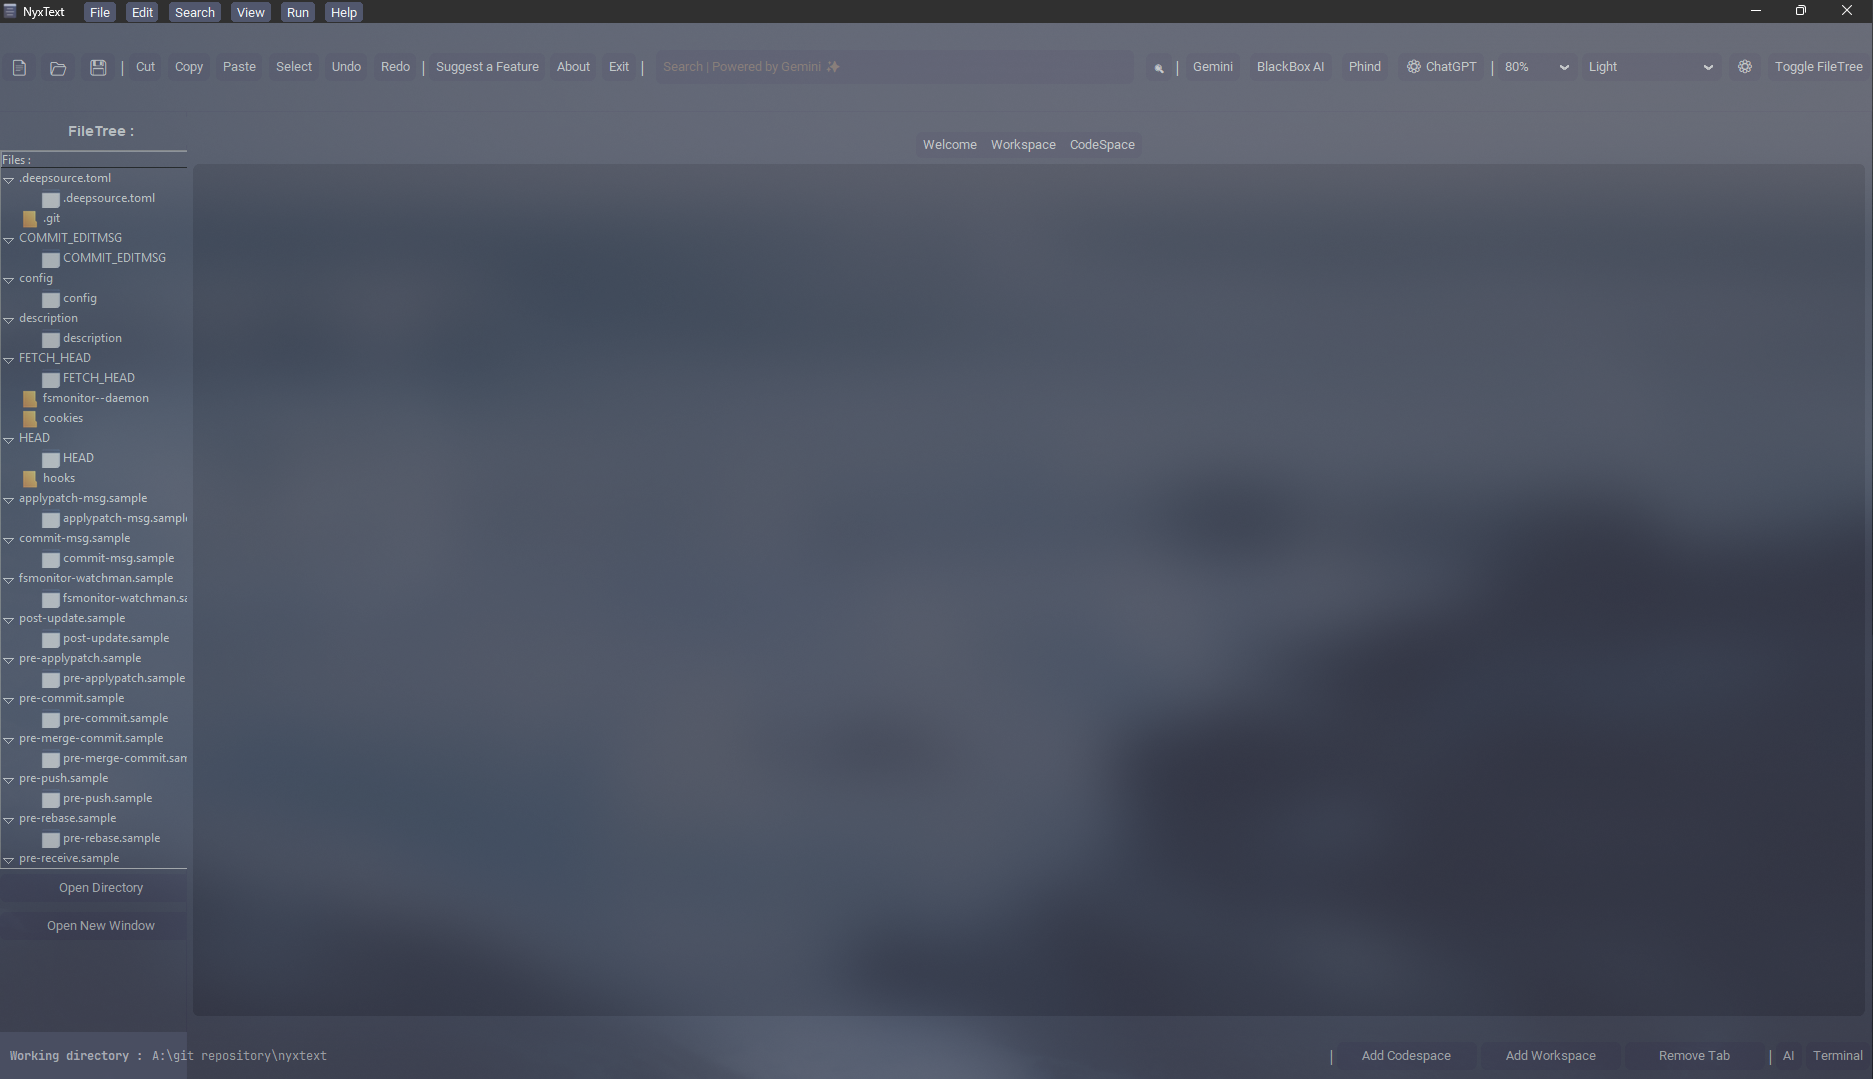 NyxText File Edit Search View Run Help
| Cut Copy Paste Select Undo Redo | Suggest a Feature About Exit | Search | Powered by Gemini ✨ | Gemini BlackBox AI Phind ChatGPT | 80% Light Toggle FileTree
FileTree :
Welcome Workspace CodeSpace
Files :
.deepsource.toml
.deepsource.toml
.git
COMMIT_EDITMSG
COMMIT_EDITMSG
config
config
description
description
FETCH_HEAD
FETCH_HEAD
fsmonitor--daemon
cookies
HEAD
HEAD
hooks
applypatch-msg.sample
applypatch-msg.sampl
commit-msg.sample
commit-msg.sample
fsmonitor-watchman.sample
fsmonitor-watchman.sa
post-update.sample
post-update.sample
pre-applypatch.sample
pre-applypatch.sample
pre-commit.sample
pre-commit.sample
pre-merge-commit.sample
pre-merge-commit.sam
pre-push.sample
pre-push.sample
pre-rebase.sample
pre-rebase.sample
pre-receive.sample
Open Directory
Open New Window
Working directory : A:\git repository\nyxtext | Add Codespace Add Workspace Remove Tab | AI Terminal